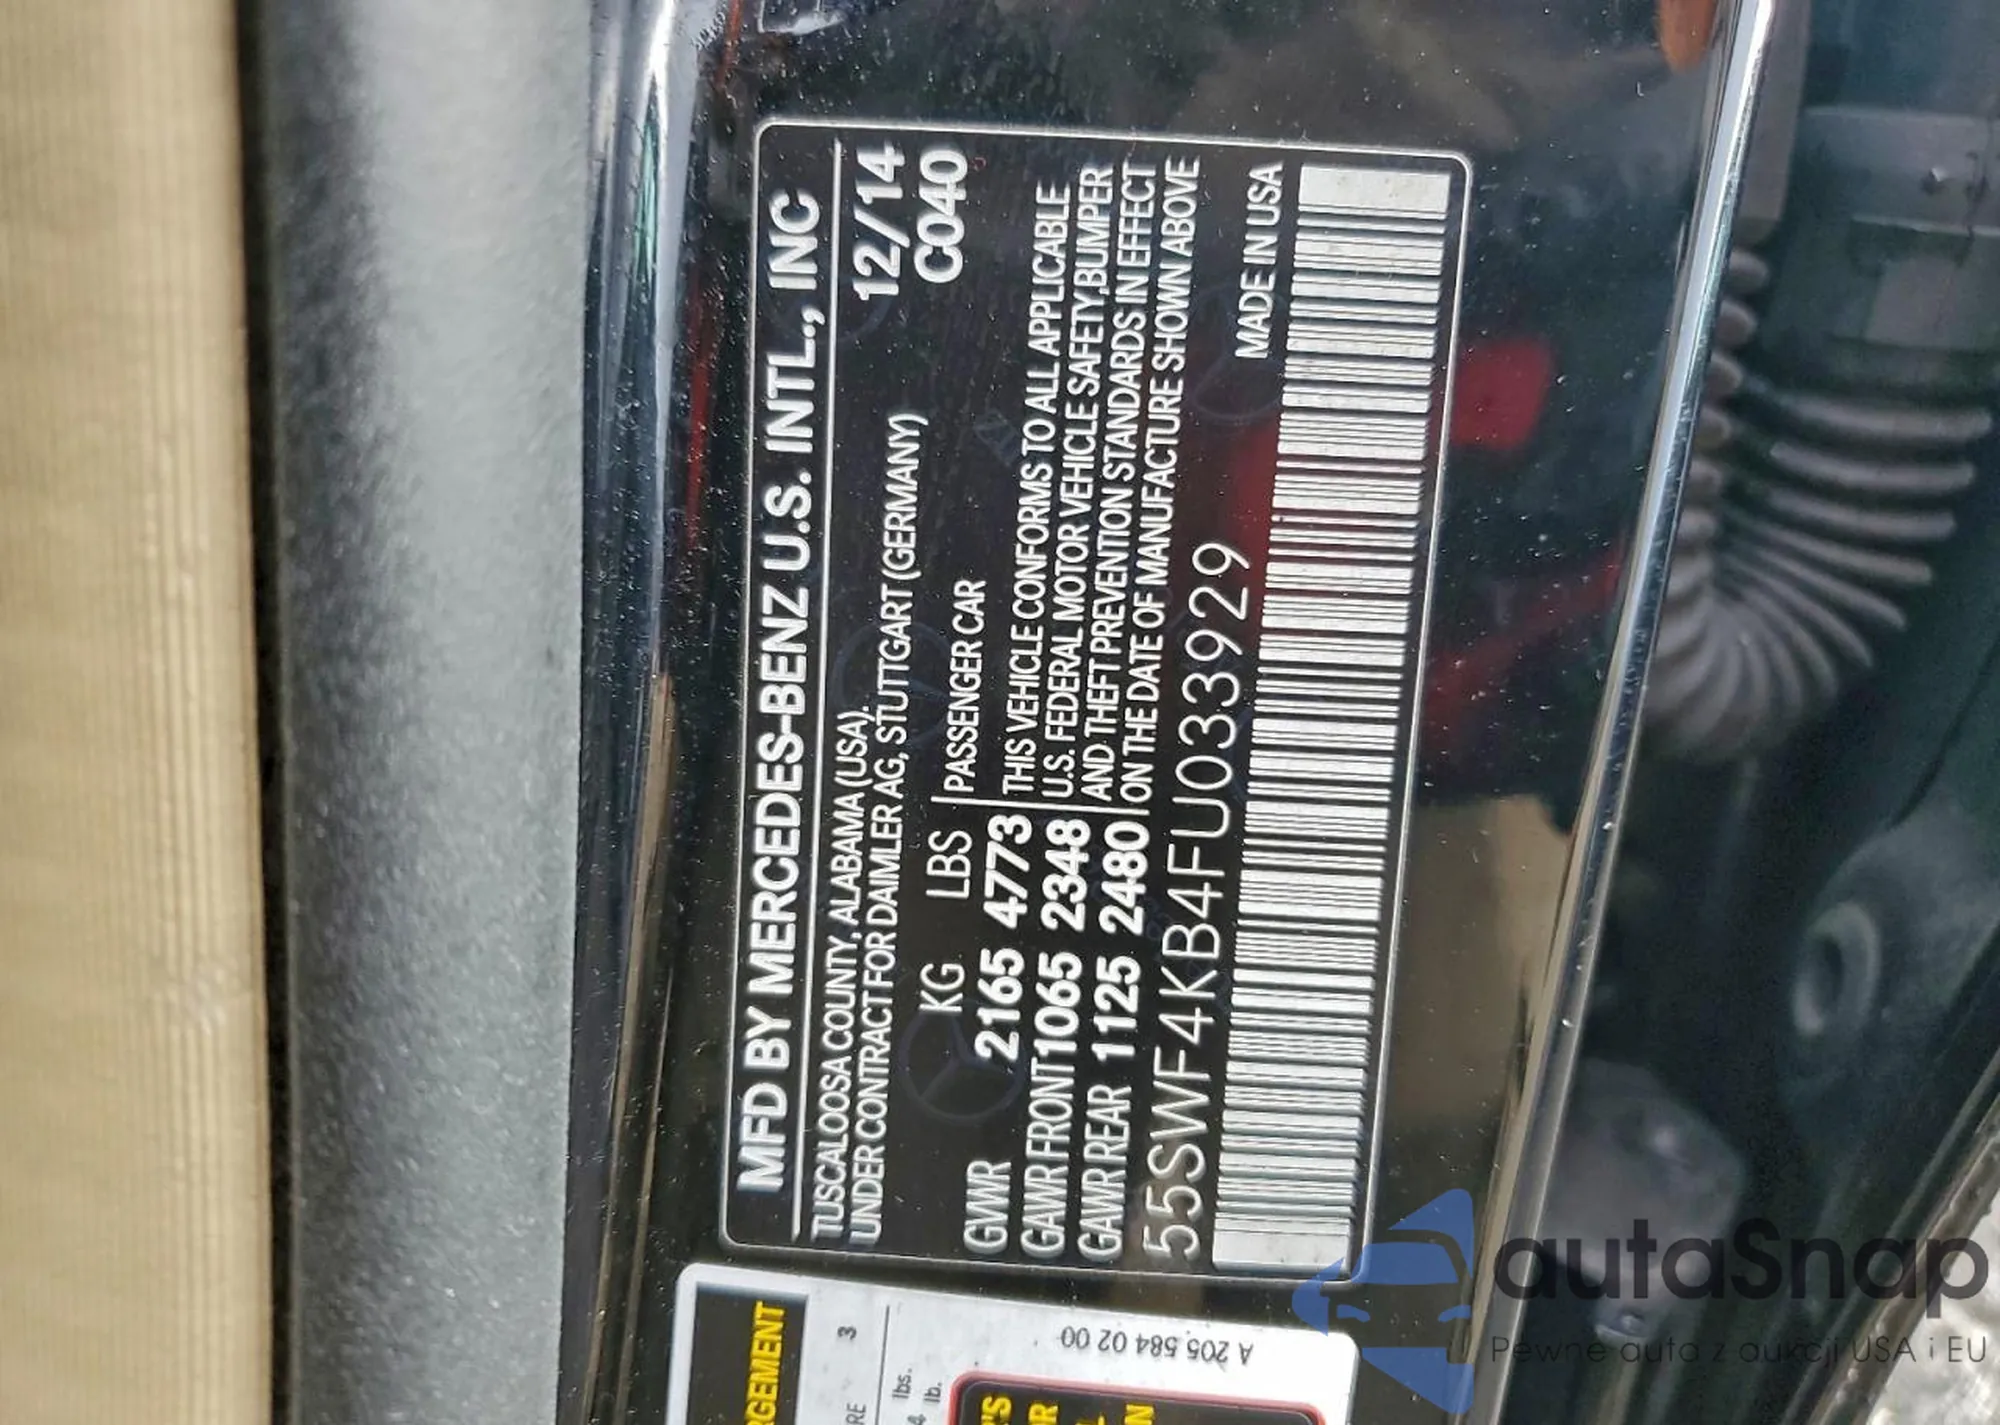 MFD BY MERCEDES-BENZ U.S. INTL., INC
TUSCALOOSA COUNTY, ALABAMA (USA). 12/14
UNDER CONTRACT FOR DAIMLER AG, STUTTGART (GERMANY) C040
KG LBS PASSENGER CAR
GVWR 2165 4773 THIS VEHICLE CONFORMS TO ALL APPLICABLE
GAWR FRONT 1065 2348 U.S. FEDERAL MOTOR VEHICLE SAFETY,BUMPER
GAWR REAR 1125 2480 AND THEFT PREVENTION STANDARDS IN EFFECT
ON THE DATE OF MANUFACTURE SHOWN ABOVE
55SWF4KB4FU033929 MADE IN USA
3
lbs.
lb.
A 205 584 02 00
autaSnap
Pewne auta z aukcji USA i EU